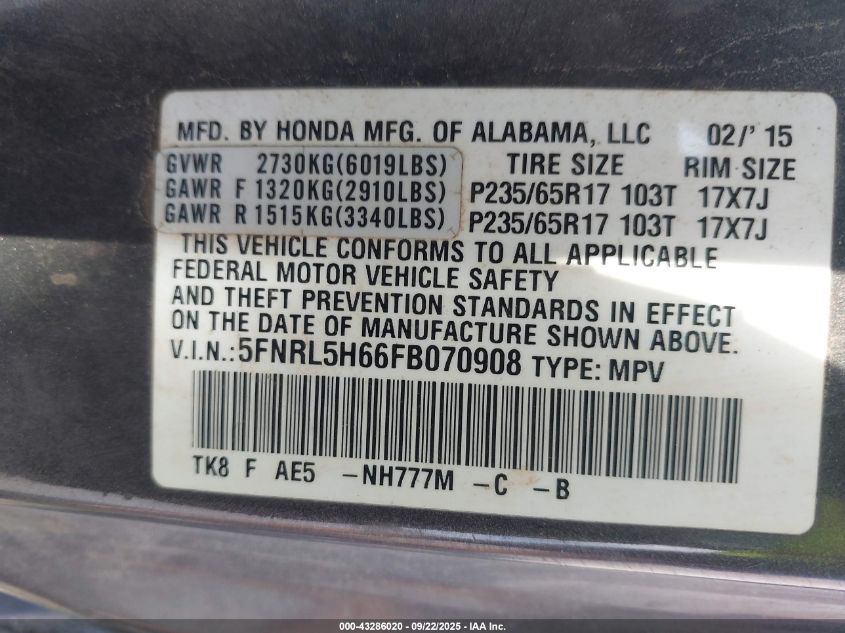 MFD. BY HONDA MFG. OF ALABAMA, LLC 02/'15
GVWR 2730KG(6019LBS) TIRE SIZE RIM SIZE
GAWR F 1320KG(2910LBS) P235/65R17 103T 17X7J
GAWR R 1515KG(3340LBS) P235/65R17 103T 17X7J
THIS VEHICLE CONFORMS TO ALL APPLICABLE
FEDERAL MOTOR VEHICLE SAFETY
AND THEFT PREVENTION STANDARDS IN EFFECT
ON THE DATE OF MANUFACTURE SHOWN ABOVE.
V.I.N.:5FNRL5H66FB070908 TYPE: MPV
TK8 F AE5 -NH777M -C -B
000-43286020 - 09/22/2025 - IAA Inc.